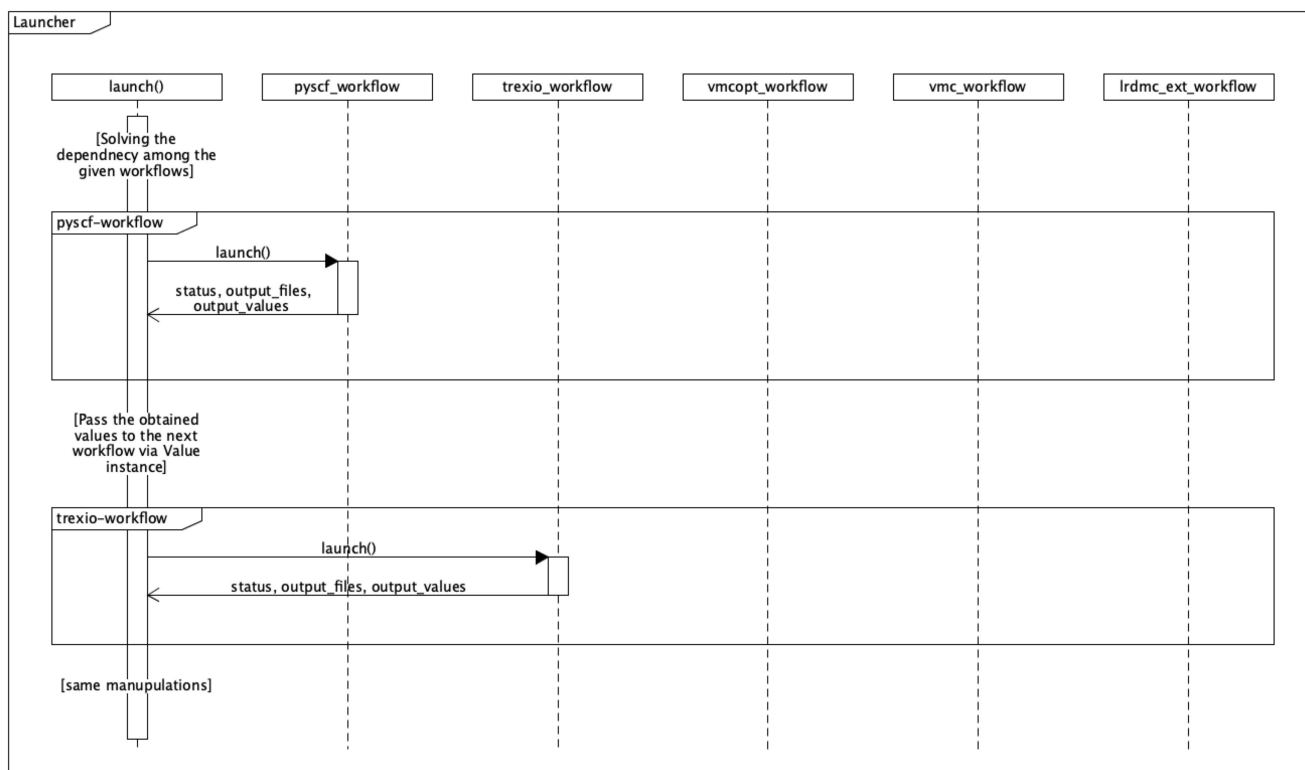 Launcher
launch()
pyscf_workflow
trexio_workflow
vmcopt_workflow
vmc_workflow
lrdmc_ext_workflow
[Solving the
dependnecy among the
given workflows]
pyscf-workflow
launch()
status, output_files,
output_values
[Pass the obtained
values to the next
workflow via Value
instance]
trexio-workflow
launch()
status, output_files, output_values
[same manupulations]